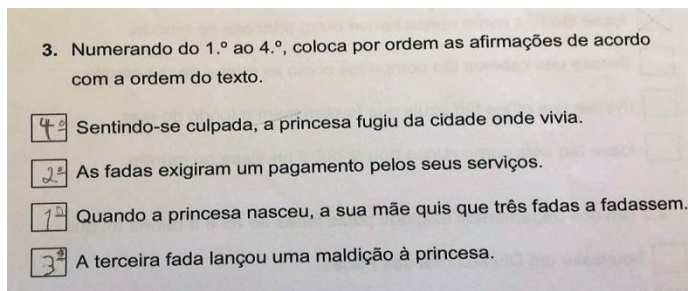 3. Numerando do 1.º ao 4.º, coloca por ordem as afirmações de acordo
com a ordem do texto.
4º Sentindo-se culpada, a princesa fugiu da cidade onde vivia.
2º As fadas exigiram um pagamento pelos seus serviços.
1º Quando a princesa nasceu, a sua mãe quis que três fadas a fadassem.
3º A terceira fada lançou uma maldição à princesa.